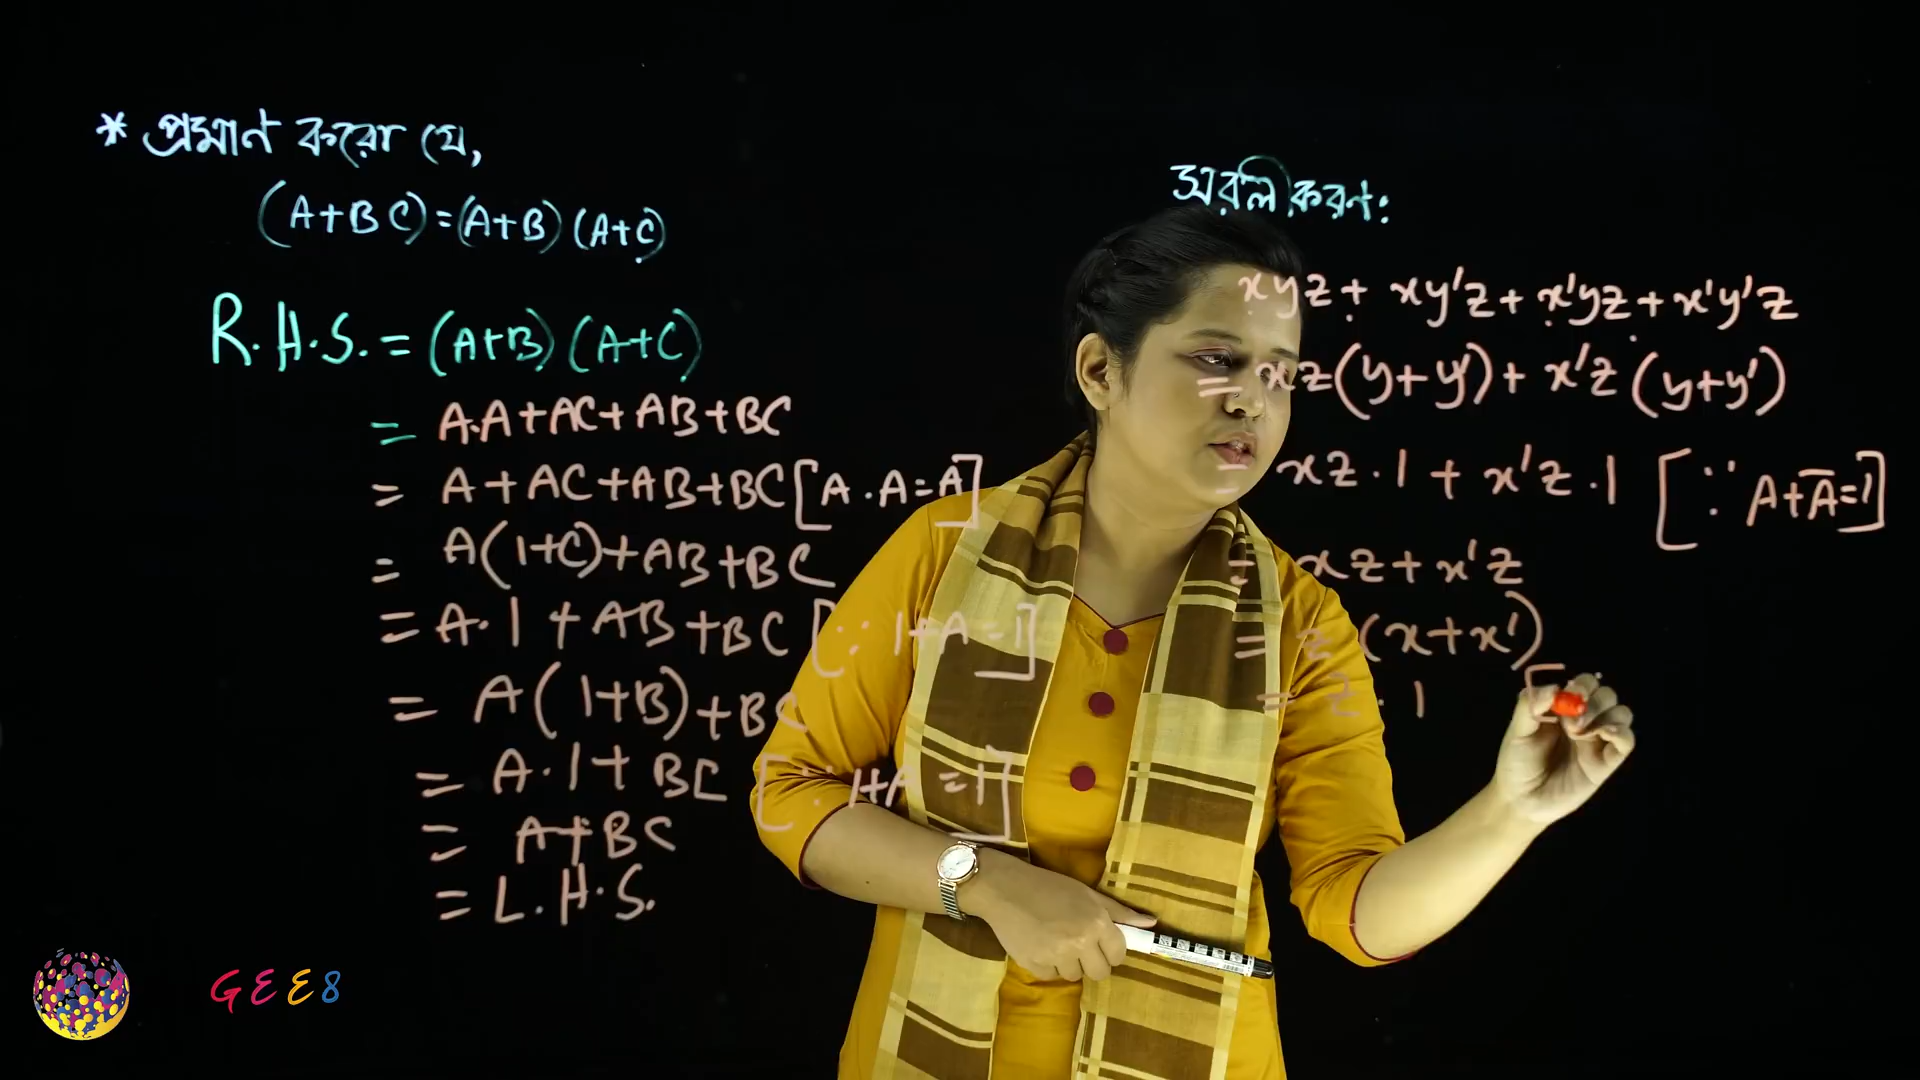 * প্রমাণ করো যে,
(A+BC)=(A+B)(A+C)
R.H.S. = (A+B)(A+C)
= A.A+AC+AB+BC
= A+AC+AB+BC [A.A=A]
= A(1+C)+AB+BC
= A.1+AB+BC [∵ 1+A=1]
= A(1+B)+BC
= A.1+BC [∵ 1+A=1]
= A+BC
= L.H.S.
সরলিকরণ:
xyz+xy'z+x'yz+x'y'z
= xz(y+y')+x'z(y+y')
= xz.1+x'z.1 [∵ A+A̅=1]
= xz+x'z
= z(x+x')
= z.1 [
GEE8